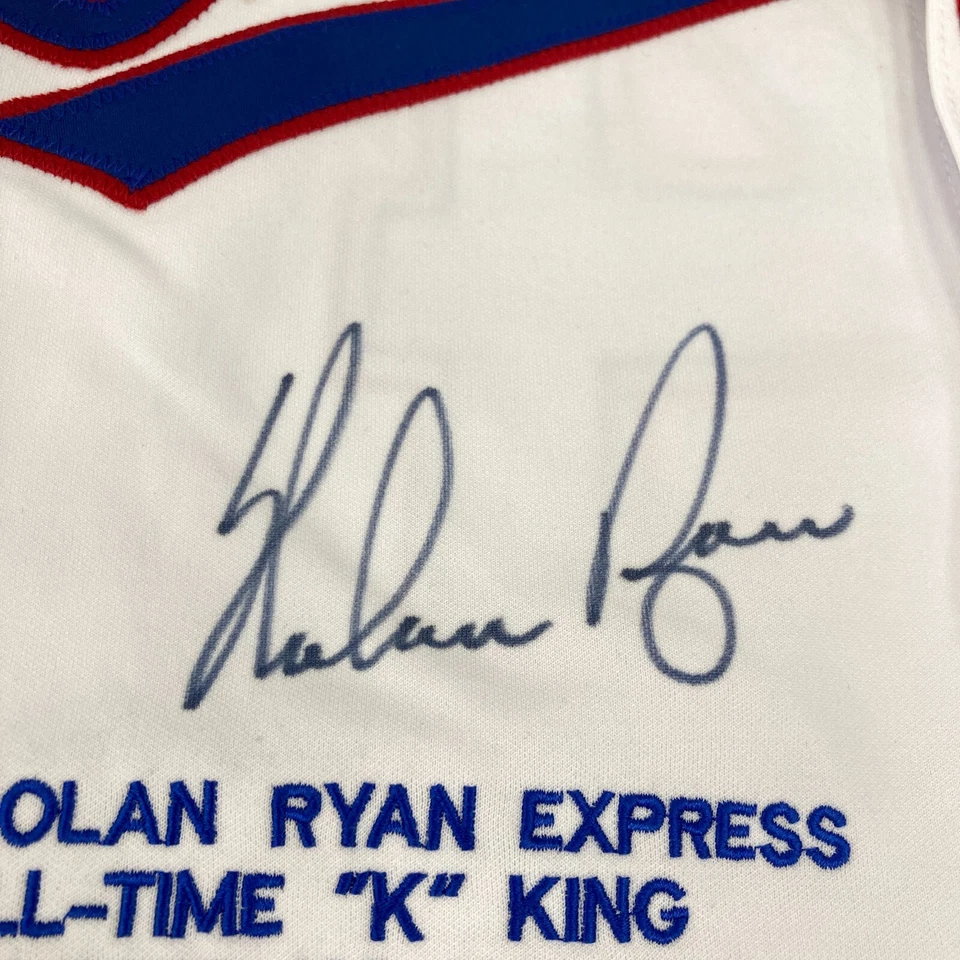 Nolan Ryan
OLAN RYAN EXPRESS
LL-TIME "K" KING